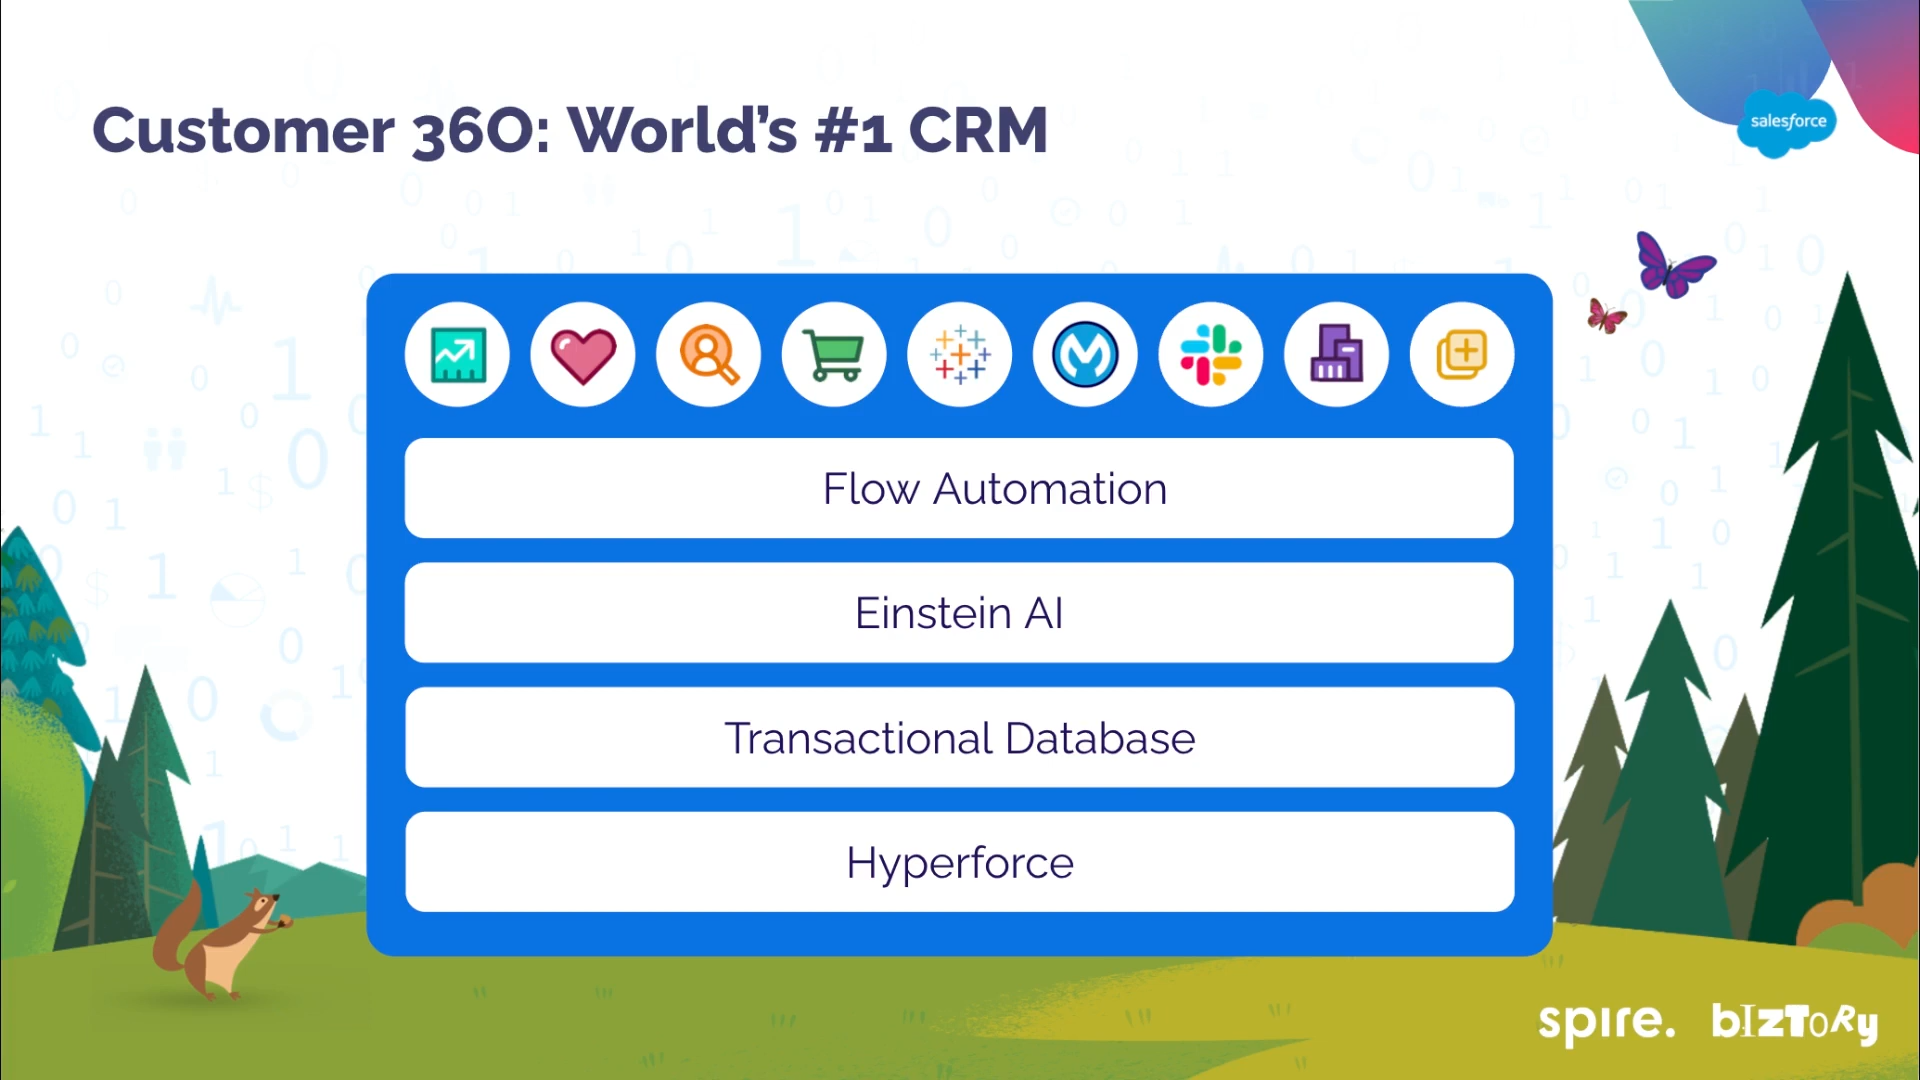 Customer 360: World's #1 CRM
salesforce
Flow Automation
Einstein AI
Transactional Database
Hyperforce
spire. bIzToRy